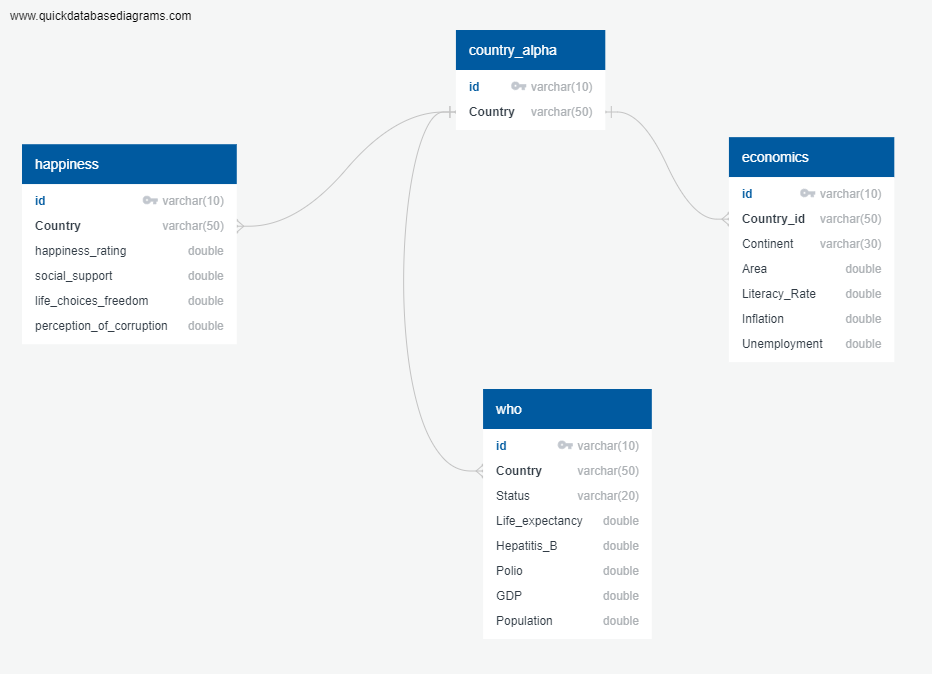 www.quickdatabasediagrams.com
country_alpha
id varchar(10)
Country varchar(50)
happiness
id varchar(10)
Country varchar(50)
happiness_rating double
social_support double
life_choices_freedom double
perception_of_corruption double
economics
id varchar(10)
Country_id varchar(50)
Continent varchar(30)
Area double
Literacy_Rate double
Inflation double
Unemployment double
who
id varchar(10)
Country varchar(50)
Status varchar(20)
Life_expectancy double
Hepatitis_B double
Polio double
GDP double
Population double